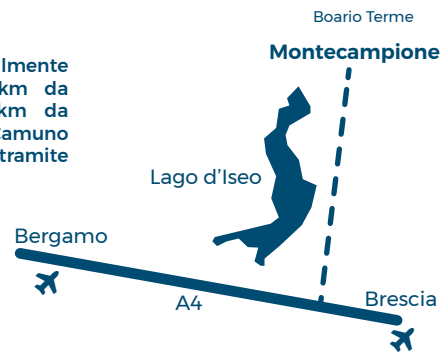 Boario Terme
Montecampione
lmente
km da
km da
Camuno
tramite
Lago d'Iseo
Bergamo
A4
Brescia